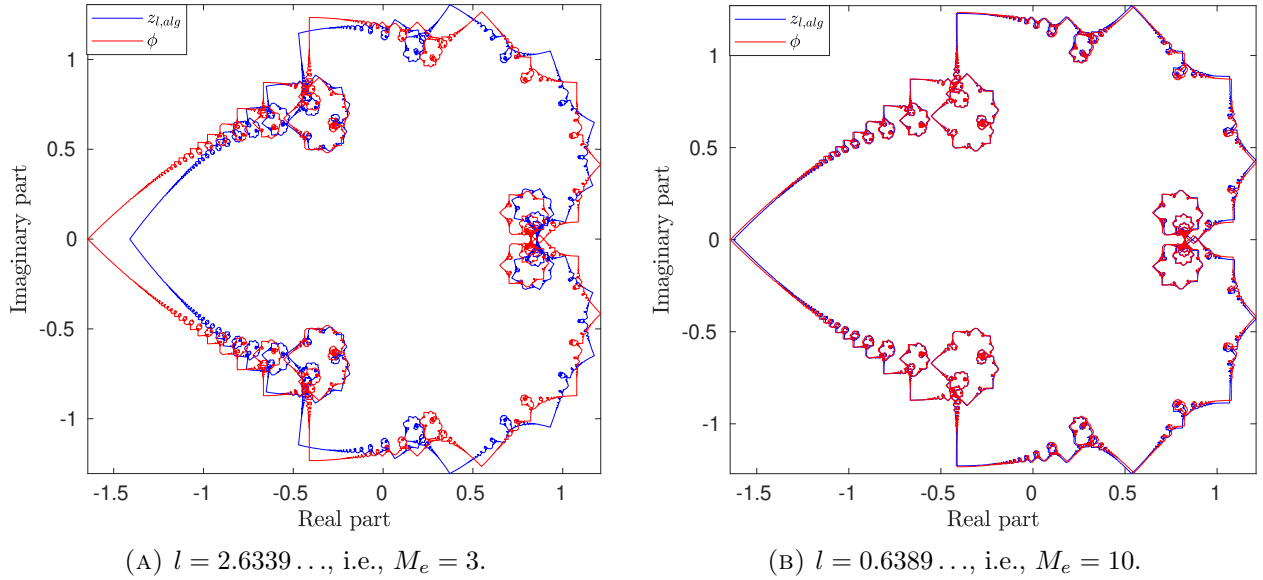 1
0.5
0
-0.5
-1
Imaginary part
-1.5
-1
-0.5
0
0.5
1
Real part
z_{l,alg}
ϕ
(A) l = 2.6339 . . ., i.e., M_e = 3.
1
0.5
0
-0.5
-1
Imaginary part
-1.5
-1
-0.5
0
0.5
1
Real part
z_{l,alg}
ϕ
(B) l = 0.6389 . . ., i.e., M_e = 10.